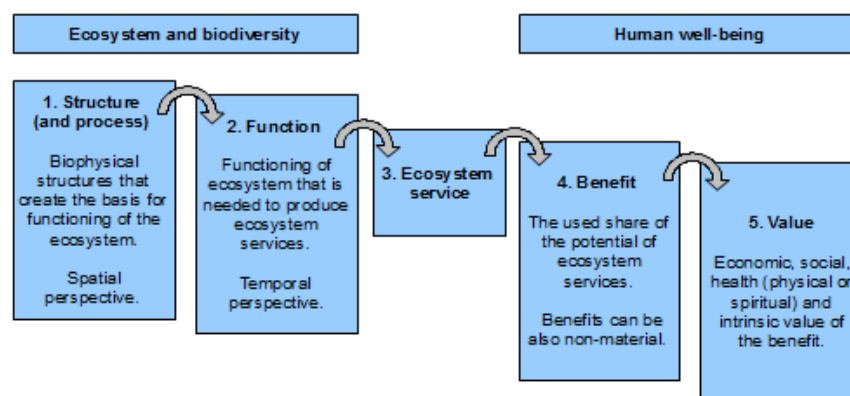 Ecosystem and biodiversity
Human well-being
1. Structure
(and process)
Biophysical
structures that
create the basis for
functioning of the
ecosystem.
Spatial
perspective.
2. Function
Functioning of
ecosystem that is
needed to produce
ecosystem
services.
Temporal
perspective.
3. Ecosystem
service
4. Benefit
The used share of
the potential of
ecosystem
services.
Benefits can be
also non-material.
5. Value
Economic, social,
health (physical or
spiritual) and
intrinsic value of
the benefit.